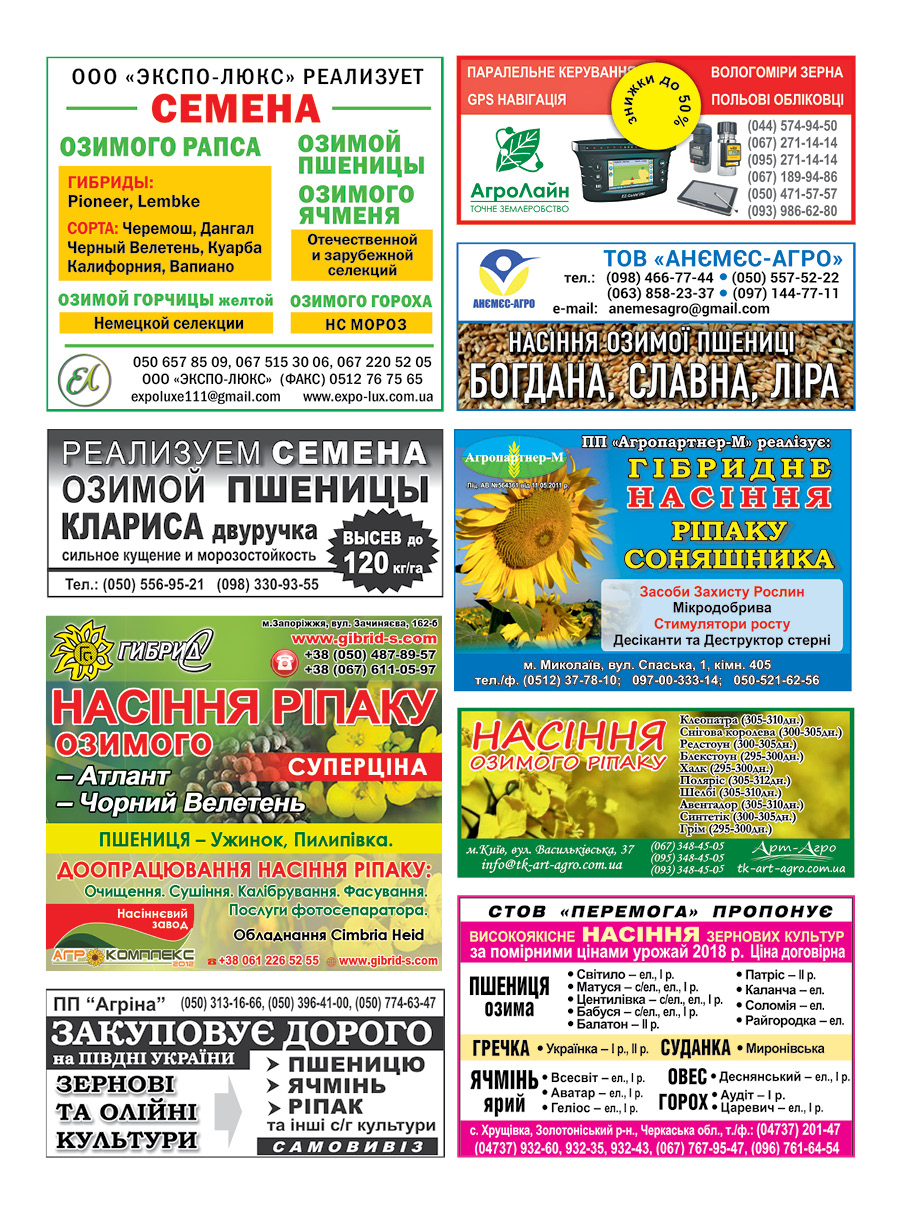 ООО «ЭКСПО-ЛЮКС» РЕАЛИЗУЕТ
СЕМЕНА
ОЗИМОГО РАПСА
ГИБРИДЫ:
Pioneer, Lembke
СОРТА: Черемош, Дангал
Черный Велетень, Куарба
Калифорния, Вапиано
ОЗИМОЙ
ПШЕНИЦЫ
ОЗИМОГО
ЯЧМЕНЯ
Отечественной
и зарубежной
селекций
ОЗИМОЙ ГОРЧИЦЫ желтой
Немецкой селекции
ОЗИМОГО ГОРОХА
НС МОРОЗ
ЕЛ
050 657 85 09, 067 515 30 06, 067 220 52 05
ООО «ЭКСПО-ЛЮКС» (ФАКС) 0512 76 75 65
expoluxe111@gmail.com www.expo-lux.com.ua
ПАРАЛЕЛЬНЕ КЕРУВАННЯ
GPS НАВІГАЦІЯ
знижки до 50%
ВОЛОГОМІРИ ЗЕРНА
ПОЛЬОВІ ОБЛІКОВЦІ
АгроЛайн
ТОЧНЕ ЗЕМЛЕРОБСТВО
(044) 574-94-50
(067) 271-14-14
(095) 271-14-14
(067) 189-94-86
(050) 471-57-57
(093) 986-62-80
ТОВ «АНЄМЄС-АГРО»
АНЄМЄС-АГРО
тел.: (098) 466-77-44 • (050) 557-52-22
(063) 858-23-37 • (097) 144-77-11
e-mail: anemesagro@gmail.com
НАСІННЯ ОЗИМОЇ ПШЕНИЦІ
БОГДАНА, СЛАВНА, ЛІРА
РЕАЛИЗУЕМ СЕМЕНА
ОЗИМОЙ ПШЕНИЦЫ
КЛАРИСА двуручка
сильное кущение и морозостойкость
ВЫСЕВ до
120 кг/га
Тел.: (050) 556-95-21 (098) 330-93-55
Агропартнер-М
Ліц. АВ №564361 від 11.05.2011 р.
ПП «Агропартнер-М» реалізує:
ГІБРИДНЕ
НАСІННЯ
РІПАКУ
СОНЯШНИКА
Засоби Захисту Рослин
Мікродобрива
Стимулятори росту
Десіканти та Деструктор стерні
м. Миколаїв, вул. Спаська, 1, кімн. 405
тел./ф. (0512) 37-78-10; 097-00-333-14; 050-521-62-56
ГИБРИД С
м.Запоріжжя, вул. Зачиняєва, 162-б
www.gibrid-s.com
+38 (050) 487-89-57
+38 (067) 611-05-97
НАСІННЯ РІПАКУ
ОЗИМОГО
СУПЕРЦІНА
– Атлант
– Чорний Велетень
ПШЕНИЦЯ – Ужинок, Пилипівка.
ДООПРАЦЮВАННЯ НАСІННЯ РІПАКУ:
Очищення. Сушіння. Калібрування. Фасування.
Послуги фотосепаратора.
Насіннєвий
завод
АГРОКОМПЛЕКС
2012
Обладнання Cimbria Heid
+38 061 226 52 55 www.gibrid-s.com
НАСІННЯ
ОЗИМОГО РІПАКУ
Клеопатра (305-310дн.)
Снігова королева (300-305дн.)
Редстоун (300-305дн.)
Блекстоун (295-300дн.)
Халк (295-300дн.)
Поляріс (305-312дн.)
Шелбі (305-310дн.)
Авентадор (305-310дн.)
Синтетік (300-305дн.)
Грім (295-300дн.)
м.Київ, вул. Васильківська, 37
info@tk-art-agro.com.ua
(067) 348-45-05
(095) 348-45-05
(093) 348-45-05
Арт-Агро
tk-art-agro.com.ua
ПП “Агріна” (050) 313-16-66, (050) 396-41-00, (050) 774-63-47
ЗАКУПОВУЄ ДОРОГО
на ПІВДНІ УКРАЇНИ
ЗЕРНОВІ
ТА ОЛІЙНІ
КУЛЬТУРИ
ПШЕНИЦЮ
ЯЧМІНЬ
РІПАК
та інші с/г культури
САМОВИВІЗ
СТОВ «ПЕРЕМОГА» ПРОПОНУЄ
ВИСОКОЯКІСНЕ НАСІННЯ ЗЕРНОВИХ КУЛЬТУР
за помірними цінами урожай 2018 р. Ціна договірна
ПШЕНИЦЯ
озима
• Світило – ел., І р.
• Матуся – с/ел., ел., І р.
• Центилівка – с/ел., ел., І р.
• Бабуся – с/ел., ел., І р.
• Балатон – ІІ р.
• Патріс – ІІ р.
• Каланча – ел.
• Соломія – ел.
• Райгородка – ел.
ГРЕЧКА • Українка – І р., ІІ р. СУДАНКА • Миронівська
ЯЧМІНЬ
ярий
• Всесвіт – ел., І р.
• Аватар – ел., І р.
• Геліос – ел., І р.
ОВЕС • Деснянський – ел., І р.
ГОРОХ • Аудіт – І р.
• Царевич – ел., І р.
с. Хрущівка, Золотоніський р-н., Черкаська обл., т./ф.: (04737) 201-47
(04737) 932-60, 932-35, 932-43, (067) 767-95-47, (096) 761-64-54